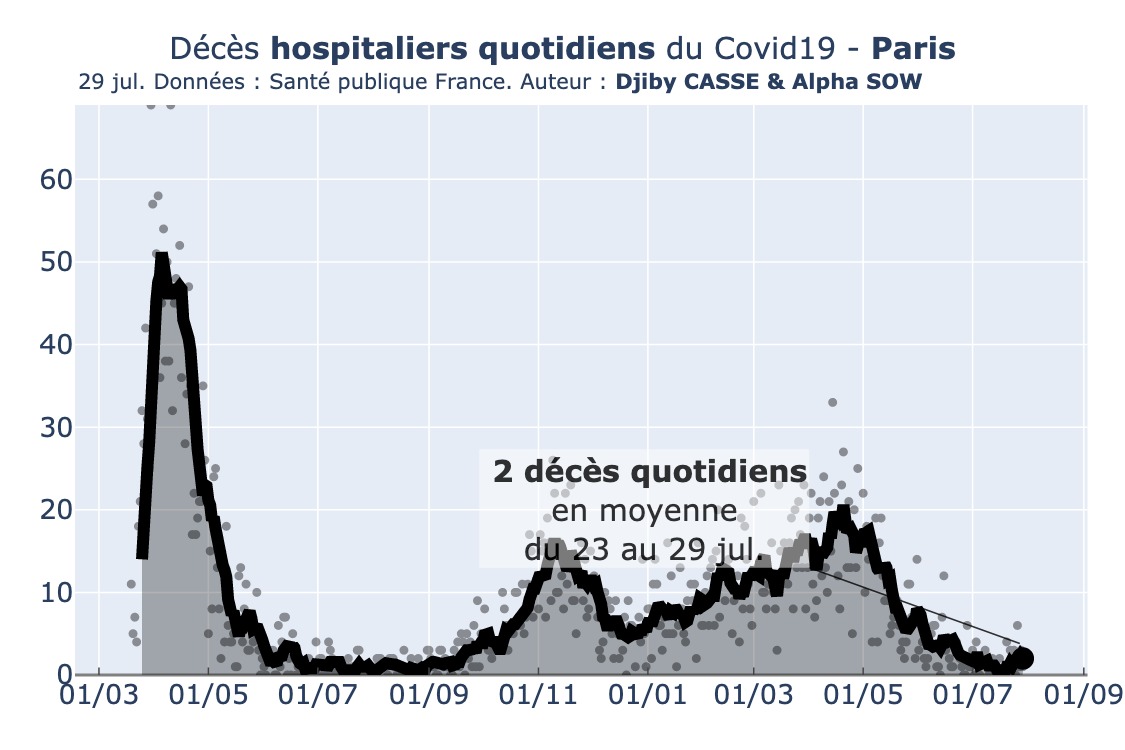 Décès hospitaliers quotidiens du Covid19 - Paris
29 jul. Données : Santé publique France. Auteur : Djiby CASSE & Alpha SOW
60
50
40
30
20
10
0
2 décès quotidiens
en moyenne
du 23 au 29 jul.
01/03 01/05 01/07 01/09 01/11 01/01 01/03 01/05 01/07 01/09